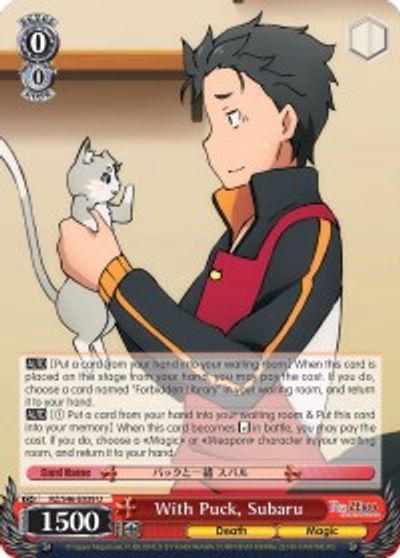 0
0
AUTO [Put a card from your hand into your waiting room] When this card is
placed on the stage from your hand, you may pay the cost. If you do,
choose a card named "Forbidden Library" in your waiting room, and
return it to your hand.
AUTO [① Put a card from your hand into your waiting room & Put this card
into your memory] When this card becomes in battle, you may pay the
cost. If you do, choose a «Magic» or «Weapon» character in your waiting
room, and return it to your hand.
Card Name パックと一緒 スバル
1500 With Puck, Subaru
Death Magic